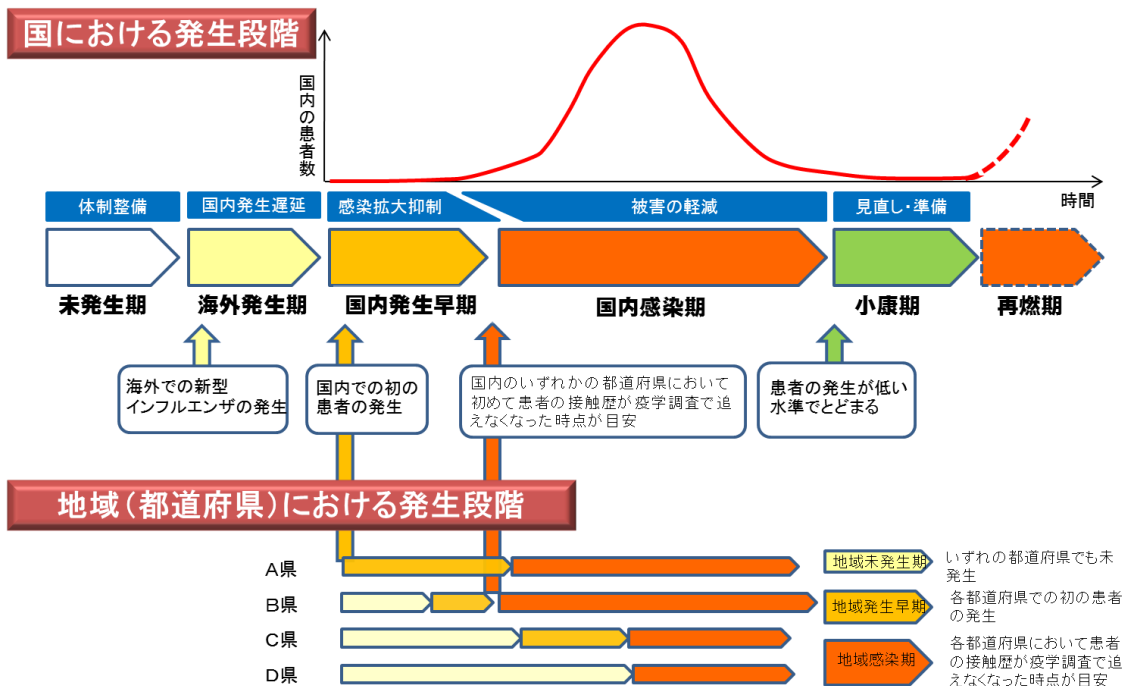 国における発生段階
国内の患者数
時間
体制整備
国内発生遅延
感染拡大抑制
被害の軽減
見直し・準備
未発生期
海外発生期
国内発生早期
国内感染期
小康期
再燃期
海外での新型
インフルエンザの発生
国内での初の
患者の発生
国内のいずれかの都道府県において
初めて患者の接触歴が疫学調査で追
えなくなった時点が目安
患者の発生が低い
水準でとどまる
地域(都道府県)における発生段階
A県
B県
C県
D県
地域未発生期
いずれの都道府県でも未
発生
地域発生早期
各都道府県での初の患者
の発生
地域感染期
各都道府県において患者
の接触歴が疫学調査で追
えなくなった時点が目安